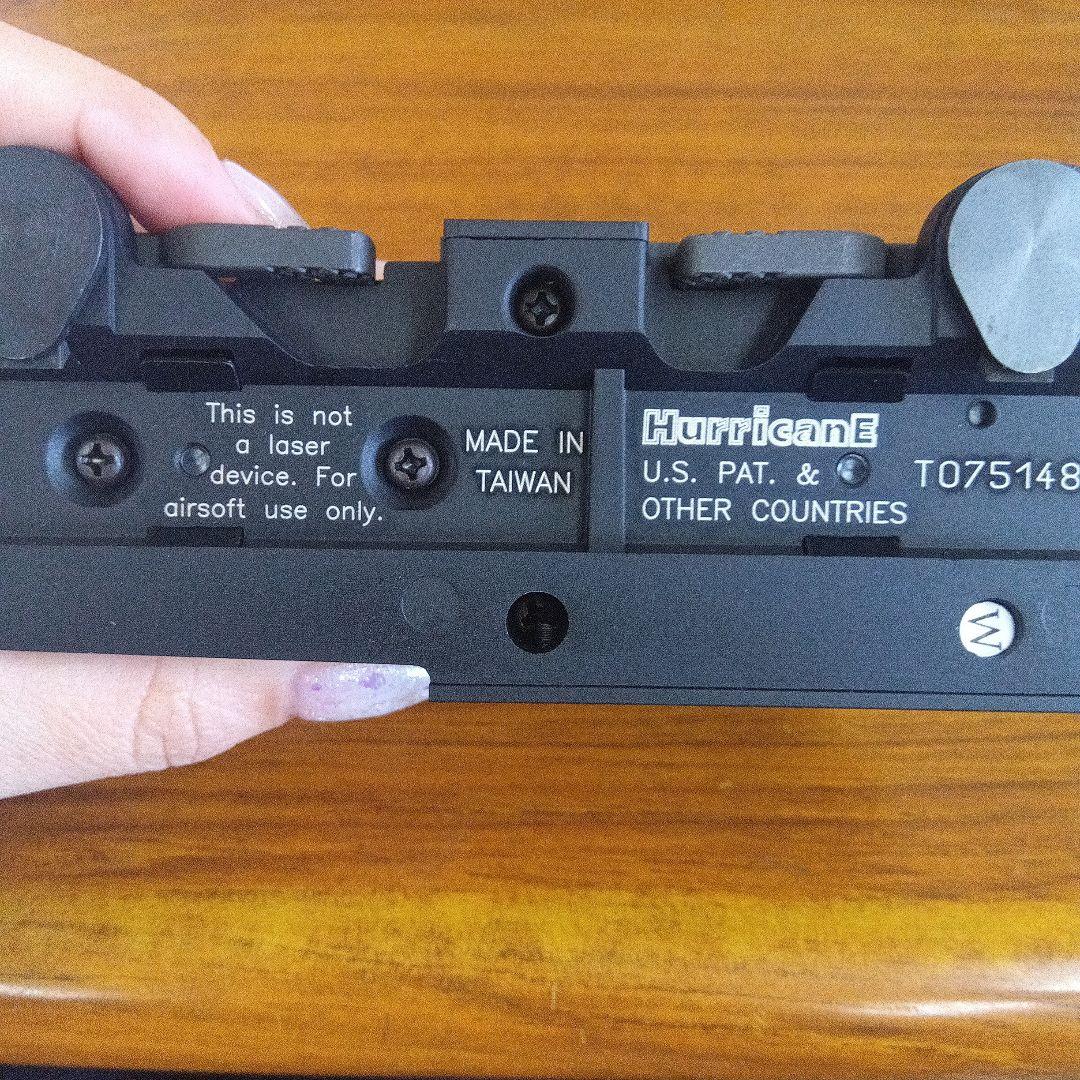 This is not
a laser
device. For
airsoft use only.
MADE IN
TAIWAN
HurricanE
U.S. PAT. &
OTHER COUNTRIES
T075148
W